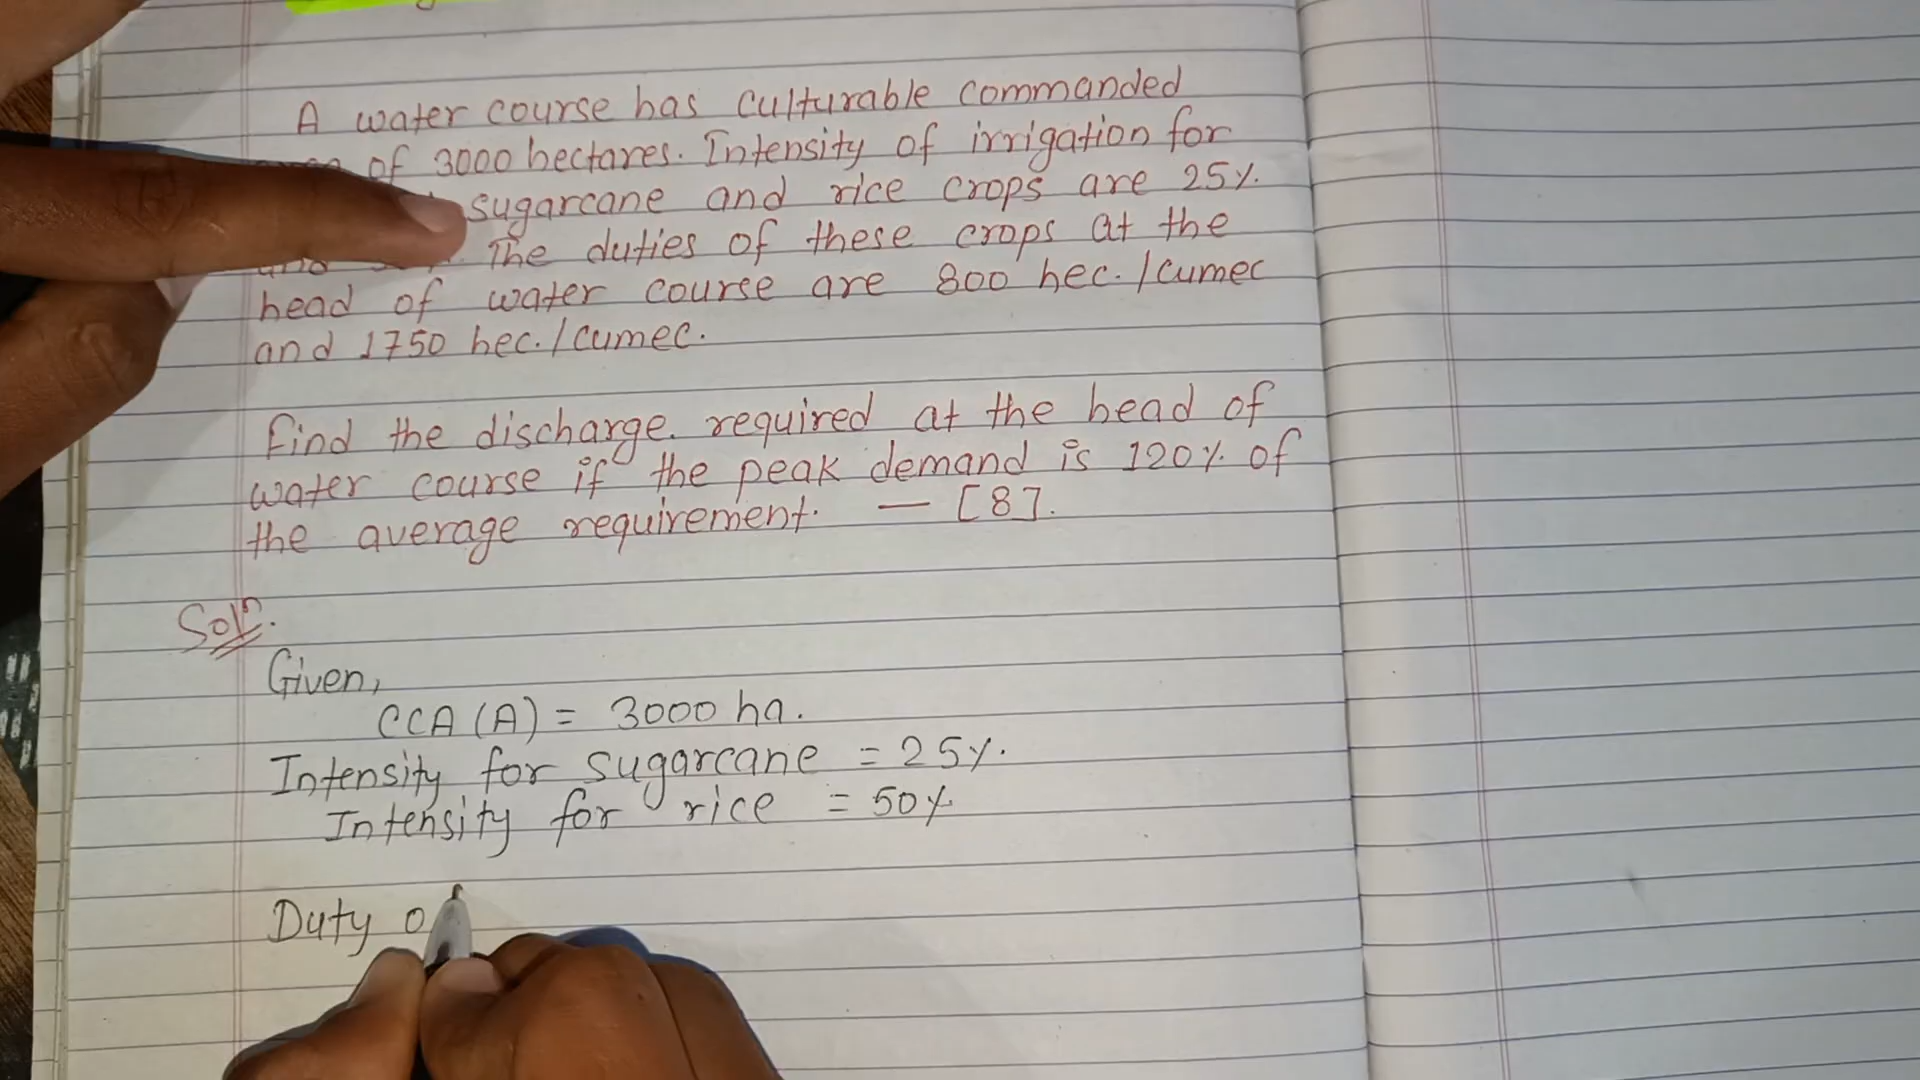 A water course has culturable commanded
of 3000 hectares. Intensity of irrigation for
sugarcane and rice crops are 25%.
The duties of these crops at the
head of water course are 800 hec./cumec
and 1750 hec./cumec.
Find the discharge. required at the head of
water course if the peak demand is 120% of
the average requirement. — [8].
Soln.
Given,
CCA (A) = 3000 ha.
Intensity for sugarcane = 25%.
Intensity for rice = 50%
Duty